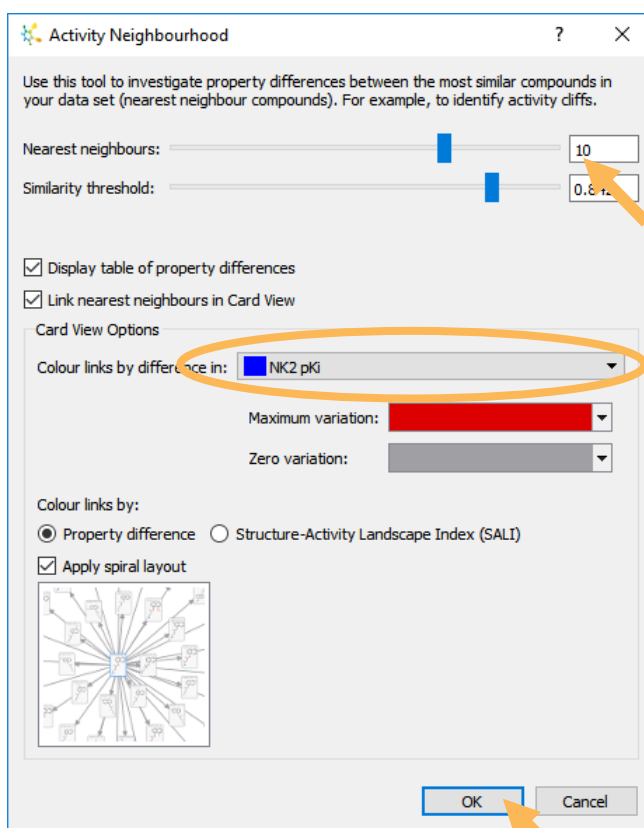 Activity Neighbourhood
?
Use this tool to investigate property differences between the most similar compounds in
your data set (nearest neighbour compounds). For example, to identify activity cliffs.
Nearest neighbours: 10
Similarity threshold:
Display table of property differences
Link nearest neighbours in Card View
Card View Options
Colour links by difference in: NK2 pKi
Maximum variation:
Zero variation:
Colour links by:
Property difference Structure-Activity Landscape Index (SALI)
Apply spiral layout
OK Cancel